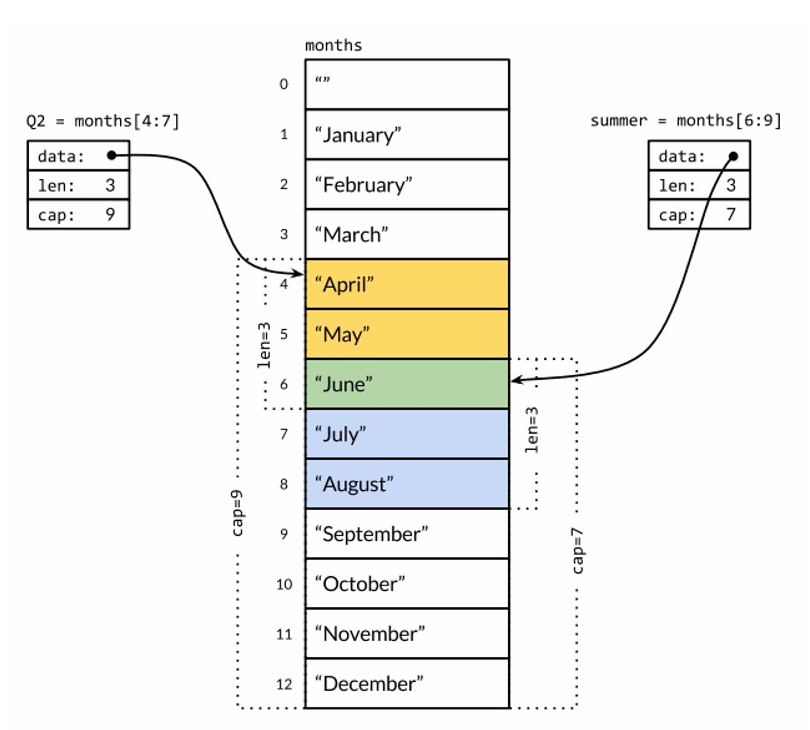 months
0 “”
Q2 = months[4:7]
data:
len: 3
cap: 9
summer = months[6:9]
data:
len: 3
cap: 7
1 “January”
2 “February”
3 “March”
4 “April”
5 “May”
6 “June”
7 “July”
8 “August”
9 “September”
10 “October”
11 “November”
12 “December”
len=3
cap=9
len=3
cap=7